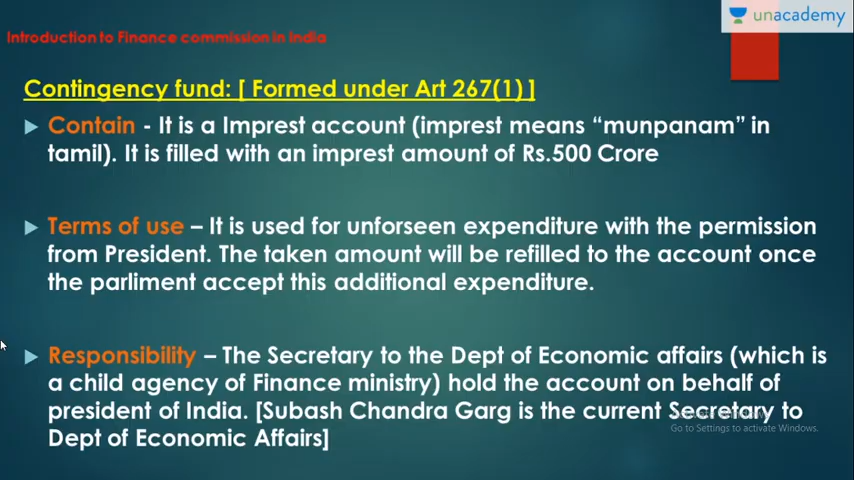 unacademy
Introduction to Finance commission in India
Contingency fund: [ Formed under Art 267(1) ]
Contain - It is a Imprest account (imprest means “munpanam” in
tamil). It is filled with an imprest amount of Rs.500 Crore
Terms of use – It is used for unforseen expenditure with the permission
from President. The taken amount will be refilled to the account once
the parliment accept this additional expenditure.
Responsibility – The Secretary to the Dept of Economic affairs (which is
a child agency of Finance ministry) hold the account on behalf of
president of India. [Subash Chandra Garg is the current Secretary to
Dept of Economic Affairs]
Go to Settings to activate Windows.